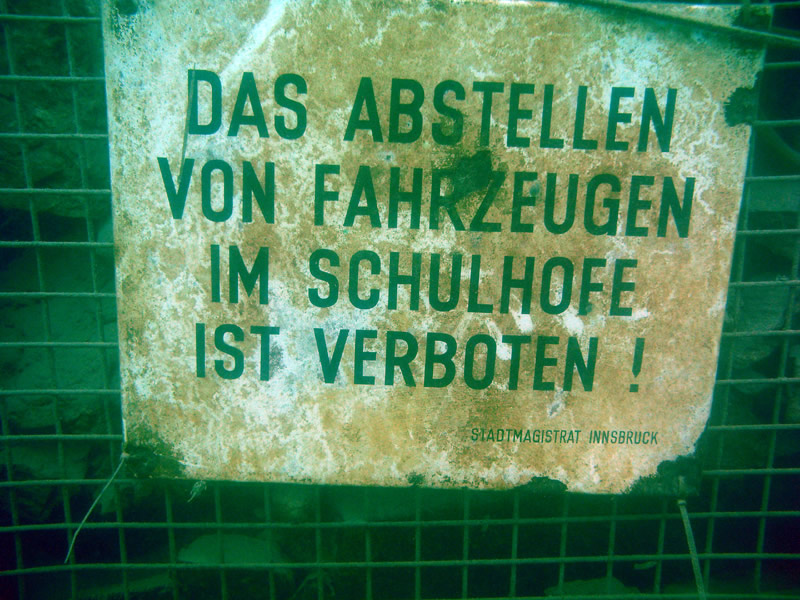 DAS ABSTELLEN
VON FAHRZEUGEN
IM SCHULHOFE
IST VERBOTEN !
STADTMAGISTRAT INNSBRUCK